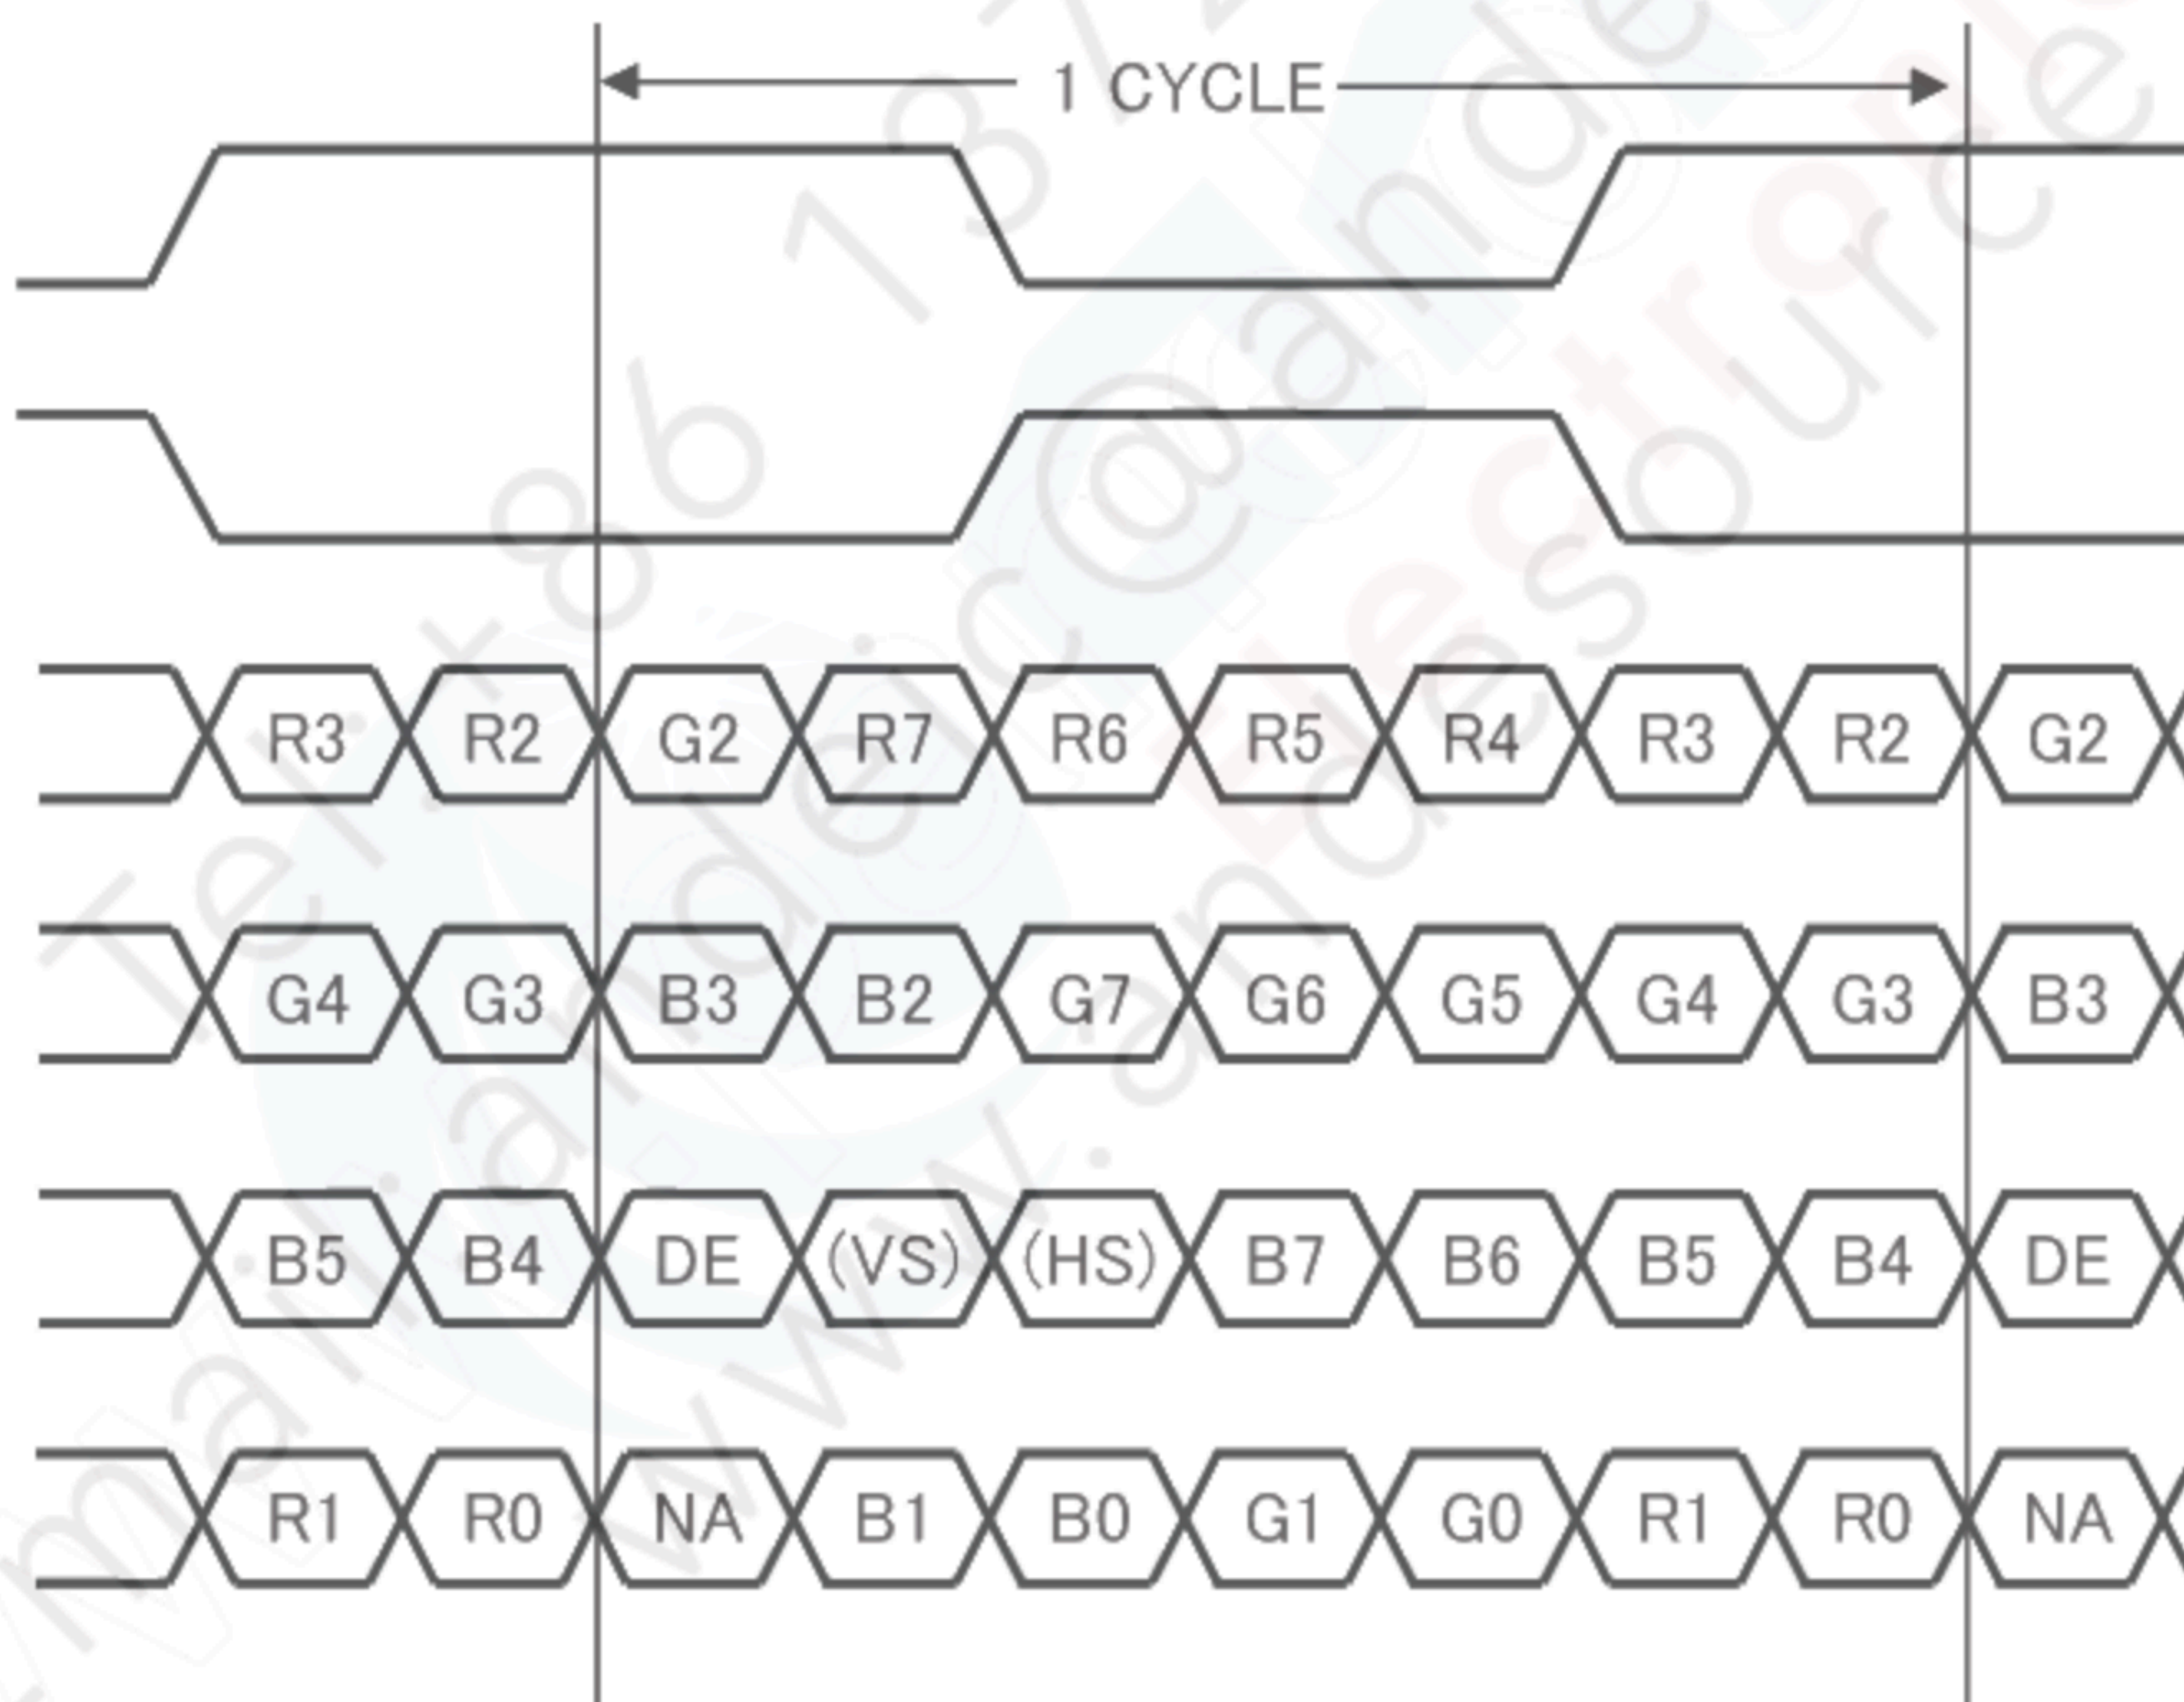 1 CYCLE
R3 R2 G2 R7 R6 R5 R4 R3 R2 G2
G4 G3 B3 B2 G7 G6 G5 G4 G3 B3
B5 B4 DE (VS) (HS) B7 B6 B5 B4 DE
R1 R0 NA B1 B0 G1 G0 R1 R0 NA